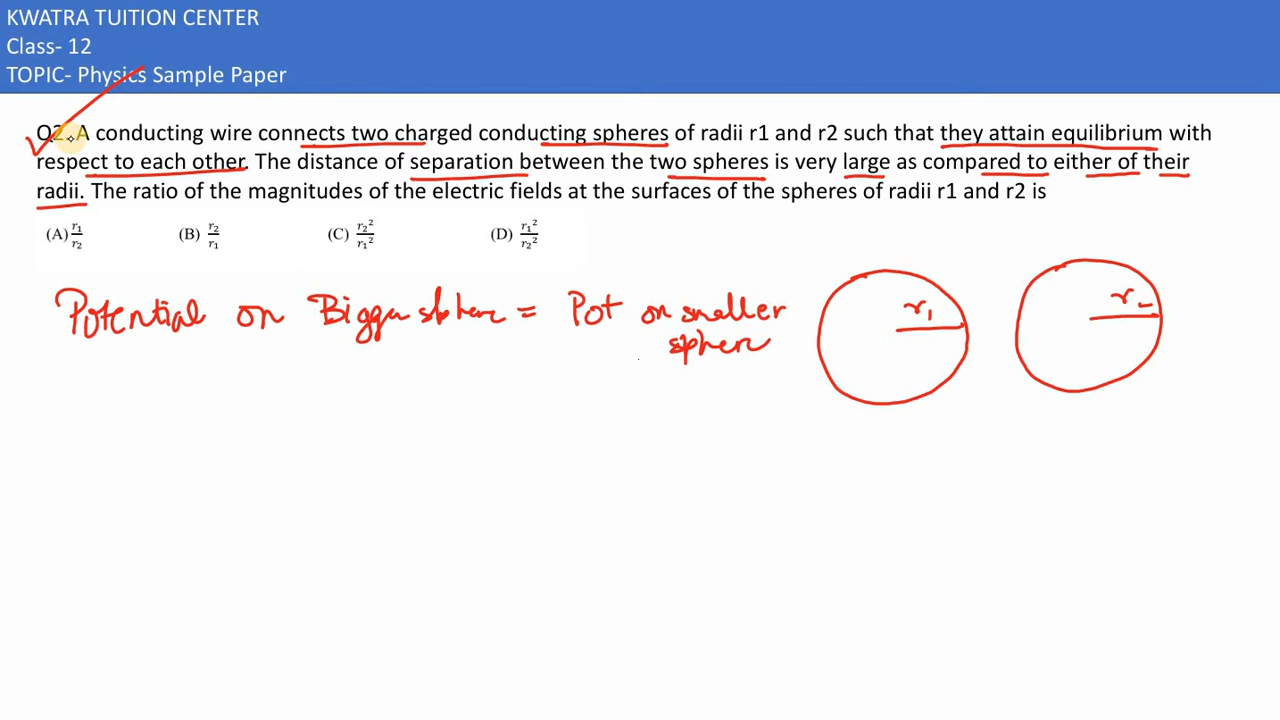 KWATRA TUITION CENTER
Class- 12
TOPIC- Physics Sample Paper
Q2. A conducting wire connects two charged conducting spheres of radii r1 and r2 such that they attain equilibrium with
respect to each other. The distance of separation between the two spheres is very large as compared to either of their
radii. The ratio of the magnitudes of the electric fields at the surfaces of the spheres of radii r1 and r2 is
(A) r₁/r₂ (B) r₂/r₁ (C) r₂²/r₁² (D) r₁²/r₂²
Potential on Bigger sphere = Pot on smaller
sphere
r₁
r₂